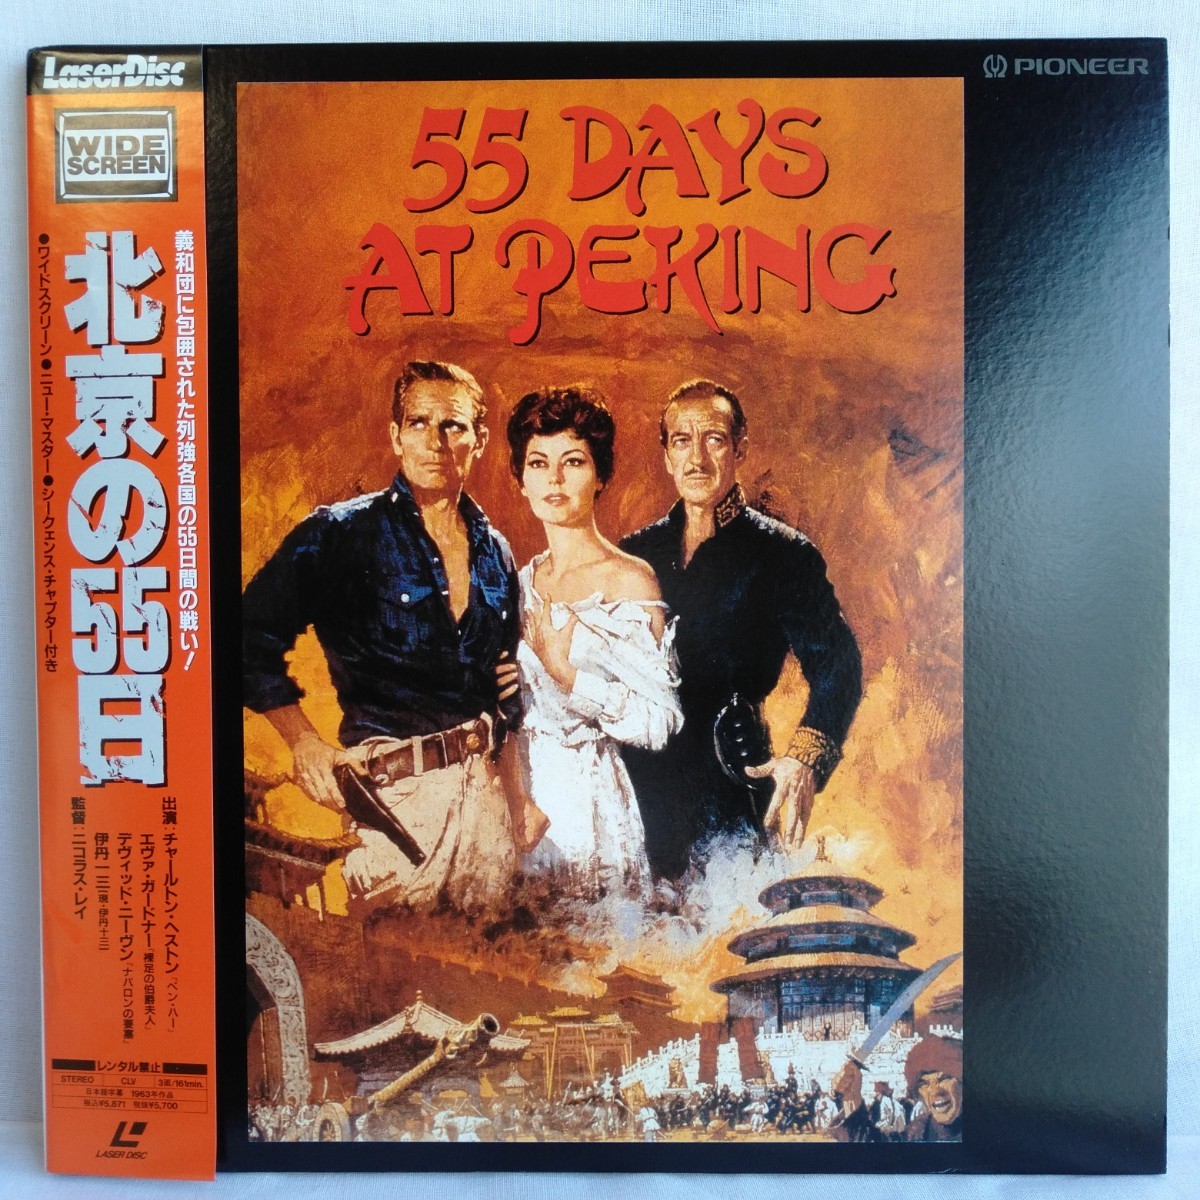 LaserDisc
WIDE
SCREEN
義和団に包囲された列強各国の55日間の戦い!
北京の55日
●ワイドスクリーン●ニュー・マスター●シークェンス・チャプター付き
出演:チャールトン・ヘストン『ベン・ハー』
エヴァ・ガードナー『裸足の伯爵夫人』
デヴィッド・ニーヴン『ナバロンの要塞』
伊丹一三(現・伊丹十三)
監督:ニコラス・レイ
レンタル禁止
STEREO CLV 3面/161min.
日本語字幕 1963年作品
税込¥5,871 税抜¥5,700
LASER DISC
PIONEER
55 DAYS
AT PEKING